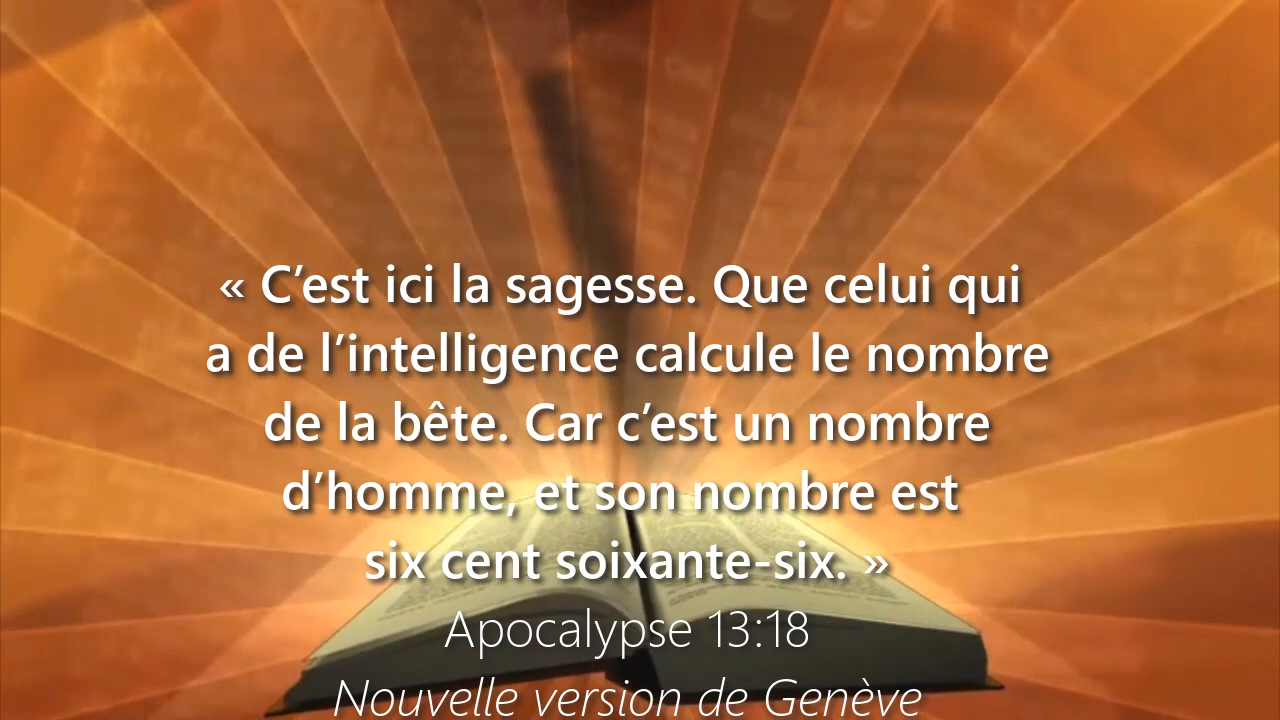 « C’est ici la sagesse. Que celui qui
a de l’intelligence calcule le nombre
de la bête. Car c’est un nombre
d’homme, et son nombre est
six cent soixante-six. »
Apocalypse 13:18
Nouvelle version de Genève